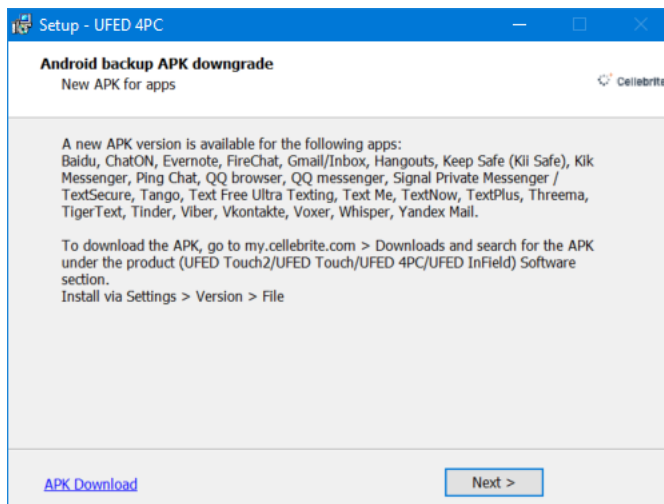 Setup - UFED 4PC
Android backup APK downgrade
New APK for apps
Cellebrite
A new APK version is available for the following apps:
Baidu, ChatON, Evernote, FireChat, Gmail/Inbox, Hangouts, Keep Safe (Kii Safe), Kik
Messenger, Ping Chat, QQ browser, QQ messenger, Signal Private Messenger /
TextSecure, Tango, Text Free Ultra Texting, Text Me, TextNow, TextPlus, Threema,
TigerText, Tinder, Viber, Vkontakte, Voxer, Whisper, Yandex Mail.
To download the APK, go to my.cellebrite.com > Downloads and search for the APK
under the product (UFED Touch2/UFED Touch/UFED 4PC/UFED InField) Software
section.
Install via Settings > Version > File
APK Download
Next >